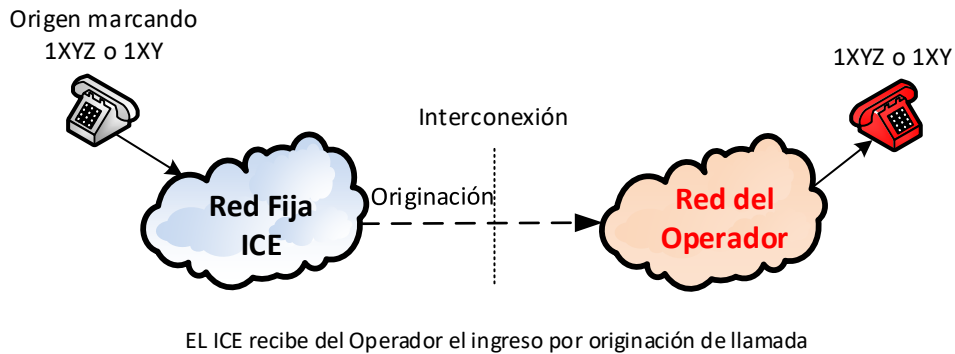 Origen marcando
1XYZ o 1XY
1XYZ o 1XY
Interconexión
Originación
Red Fija
ICE
Red del
Operador
EL ICE recibe del Operador el ingreso por originación de llamada